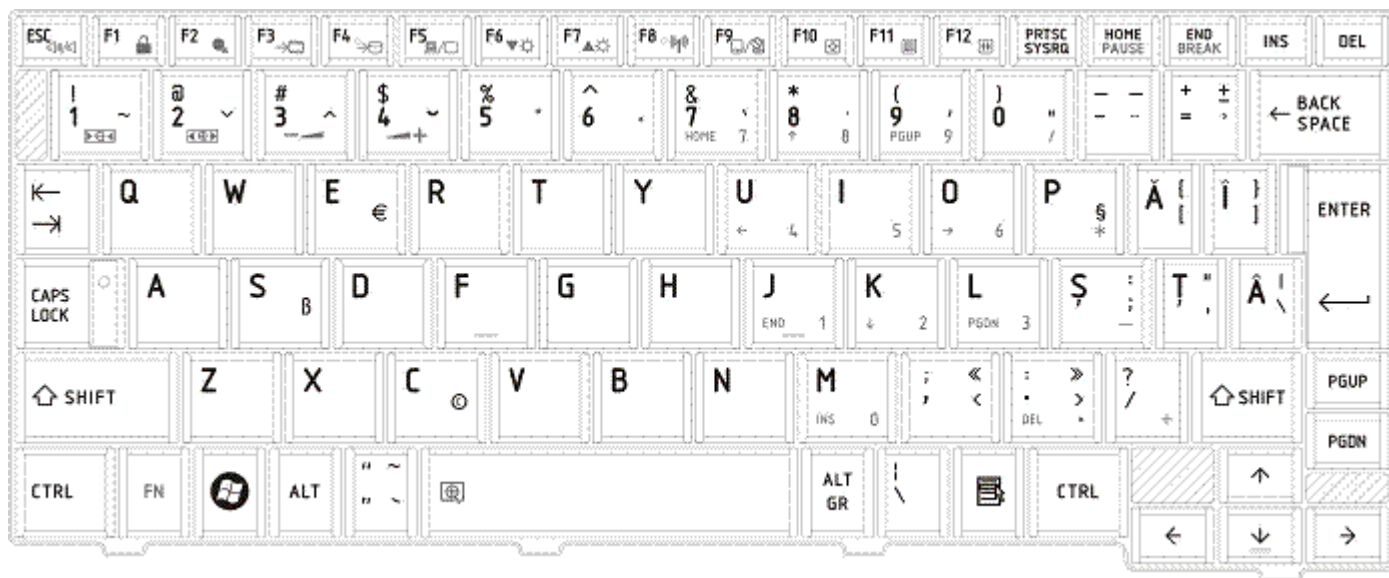 ESC F1 F2 F3 F4 F5 F6 F7 F8 F9 F10 F11 F12 PRTSC HOME END INS DEL
SYSRQ PAUSE BREAK
! @ # $ % ^ & * ( ) — — + ±
1 ~ 2 ˇ 3 ^ 4 ˘ 5 ° 6 ˛ 7 ` 8 ˙ 9 ´ 0 ˝ – ¨ = ¸ ← BACK SPACE
HOME 7 ↑ 8 PGUP 9 /
Q W E R T Y U I O P Ă { Î } ENTER
€ § [ ]
← 4 5 → 6 *
CAPS LOCK A S D F G H J K L Ș : Ț " Â |
ß ; ' \
END 1 ↓ 2 PGDN 3 —
SHIFT Z X C V B N M ; « : » ? SHIFT PGUP
© , < . > /
INS 0 DEL . ÷ PGDN
CTRL FN ALT " ~ ALT GR | CTRL ↑
„ ` \
← ↓ →